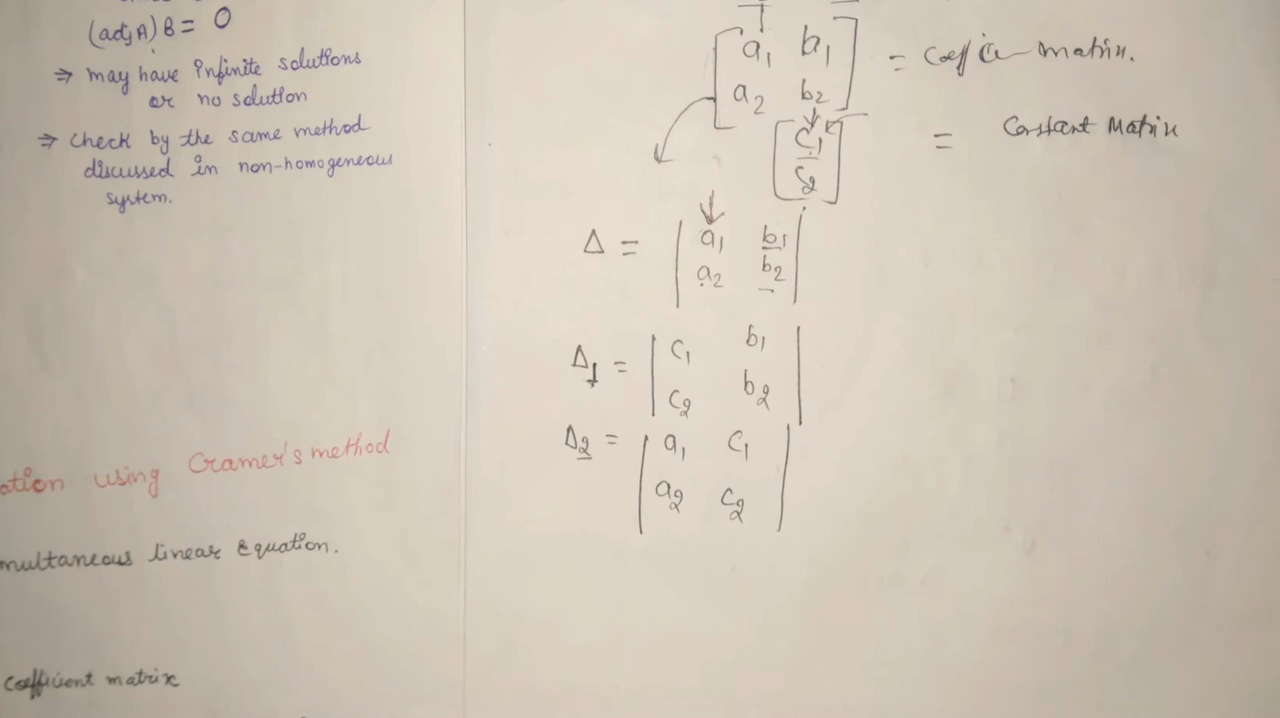 (adjA)B = 0
⇒ may have Infinite solutions
or no solution
⇒ check by the same method
discussed in non-homogeneous
system.
ation using Cramer's method
multaneous linear Equation.
coefficient matrix
a₁ b₁ = matrix.
a₂ b₂
c₁ = Constant Matrix
c₂
Δ = | a₁ b₁ |
a₂ b₂
Δ₁ = | c₁ b₁ |
c₂ b₂
Δ₂ = | a₁ c₁ |
a₂ c₂